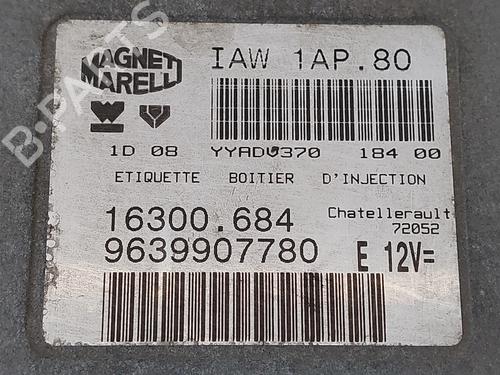 MAGNETI
MARELLI
IAW 1AP.80
1D 08 YYADV370 184 00
ETIQUETTE BOITIER D'INJECTION
16300.684
Chatellerault
72052
9639907780
E 12V=
B-PARTS